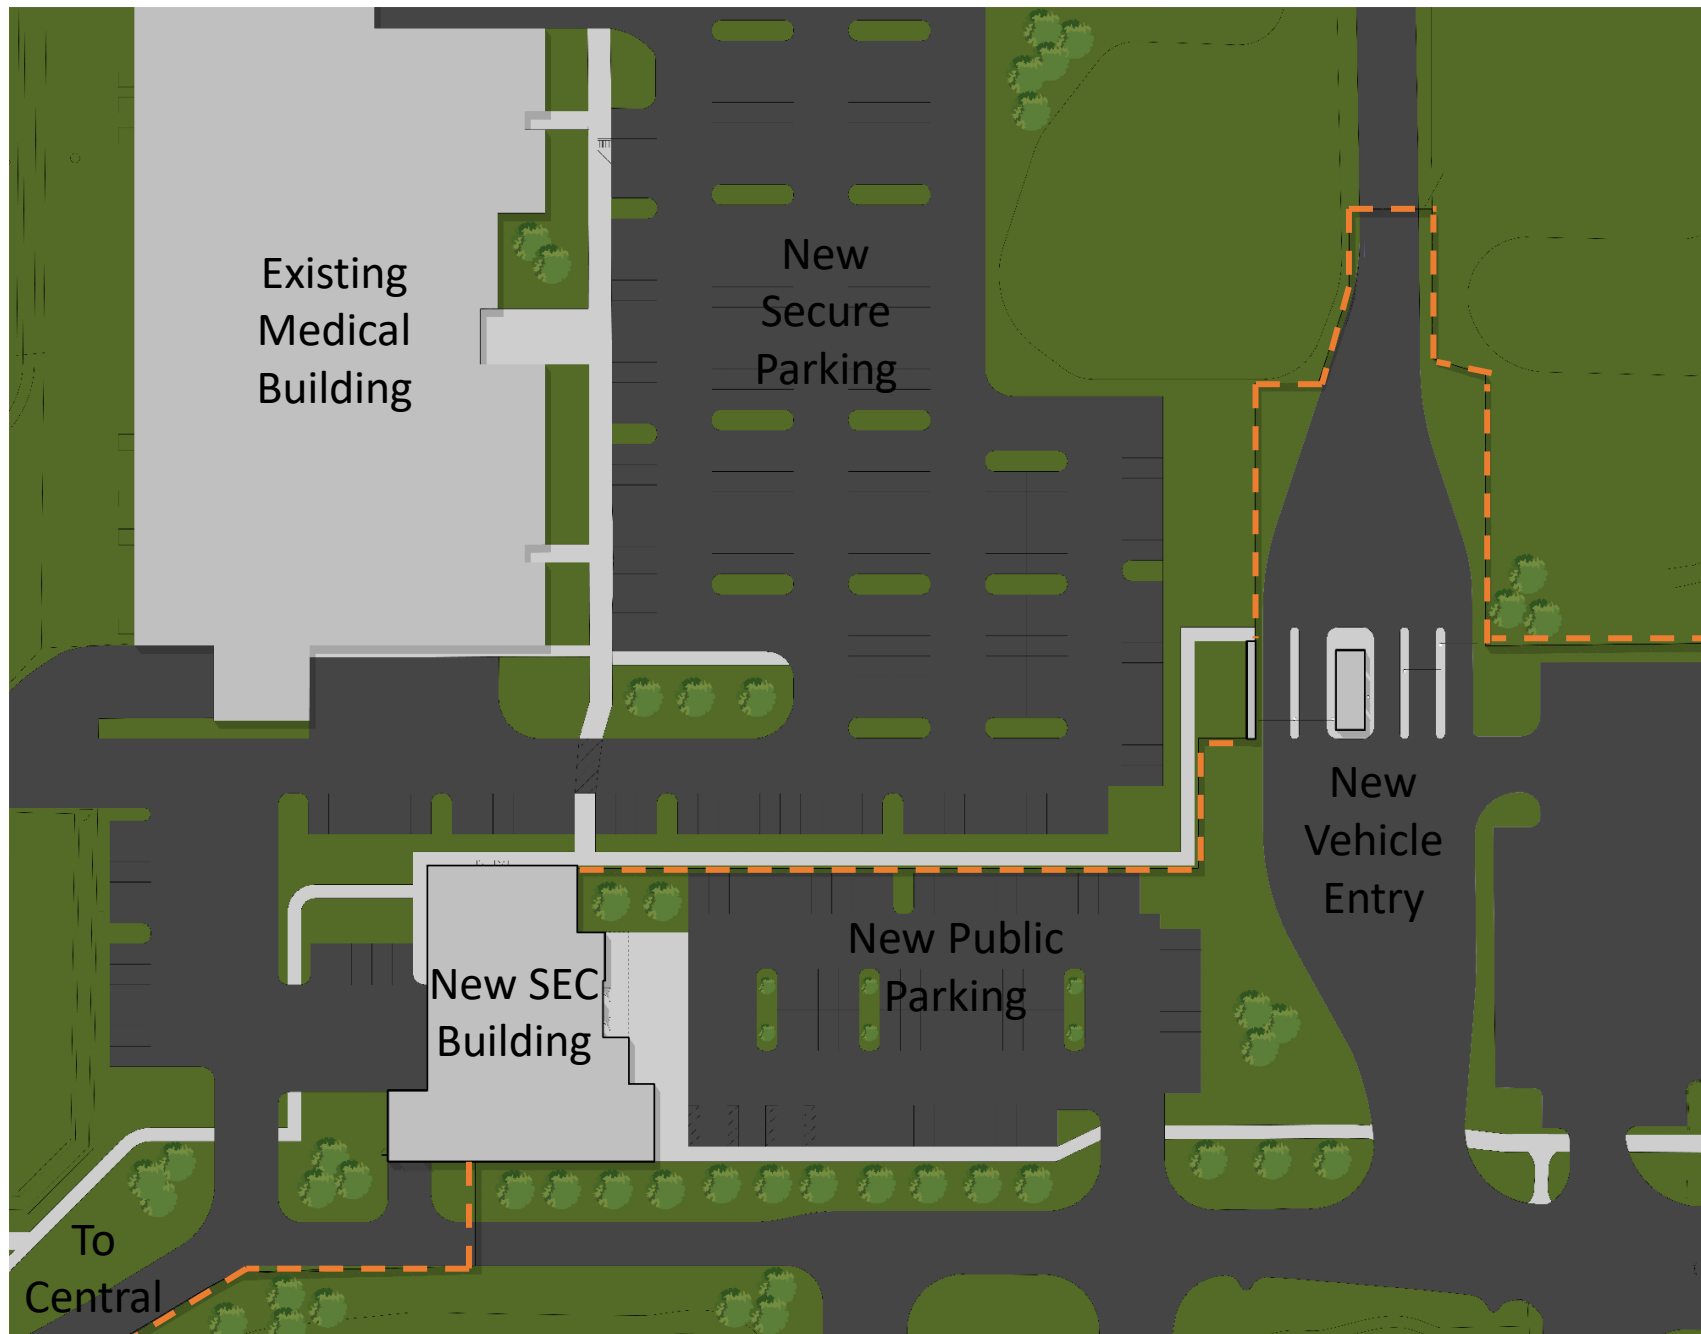 Existing
Medical
Building
New
Secure
Parking
New
Vehicle
Entry
New Public
Parking
New SEC
Building
To
Central